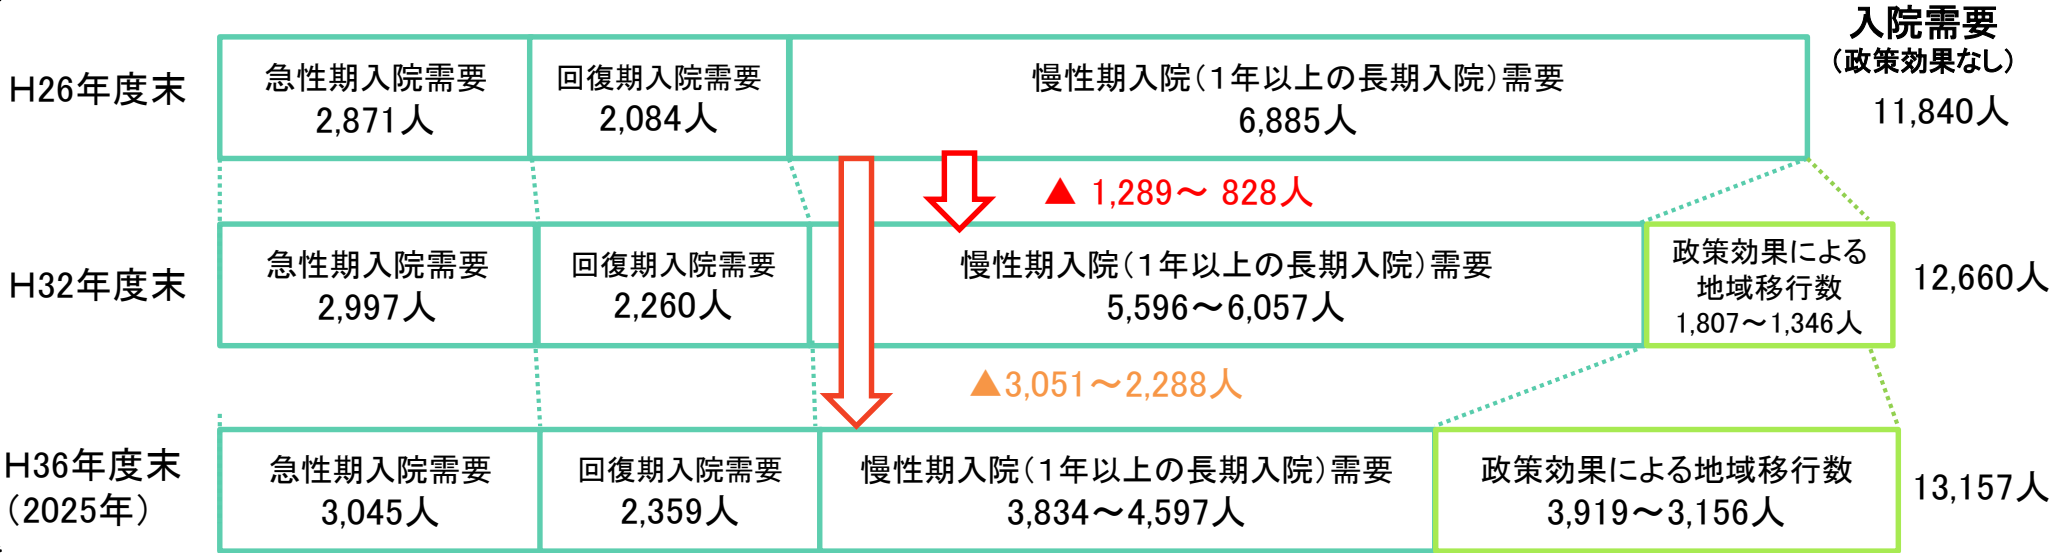 入院需要
(政策効果なし)
H26年度末
急性期入院需要
2,871人
回復期入院需要
2,084人
慢性期入院(1年以上の長期入院)需要
6,885人
11,840人
▲ 1,289~ 828人
H32年度末
急性期入院需要
2,997人
回復期入院需要
2,260人
慢性期入院(1年以上の長期入院)需要
5,596~6,057人
政策効果による
地域移行数
1,807~1,346人
12,660人
▲3,051~2,288人
H36年度末
(2025年)
急性期入院需要
3,045人
回復期入院需要
2,359人
慢性期入院(1年以上の長期入院)需要
3,834~4,597人
政策効果による地域移行数
3,919~3,156人
13,157人